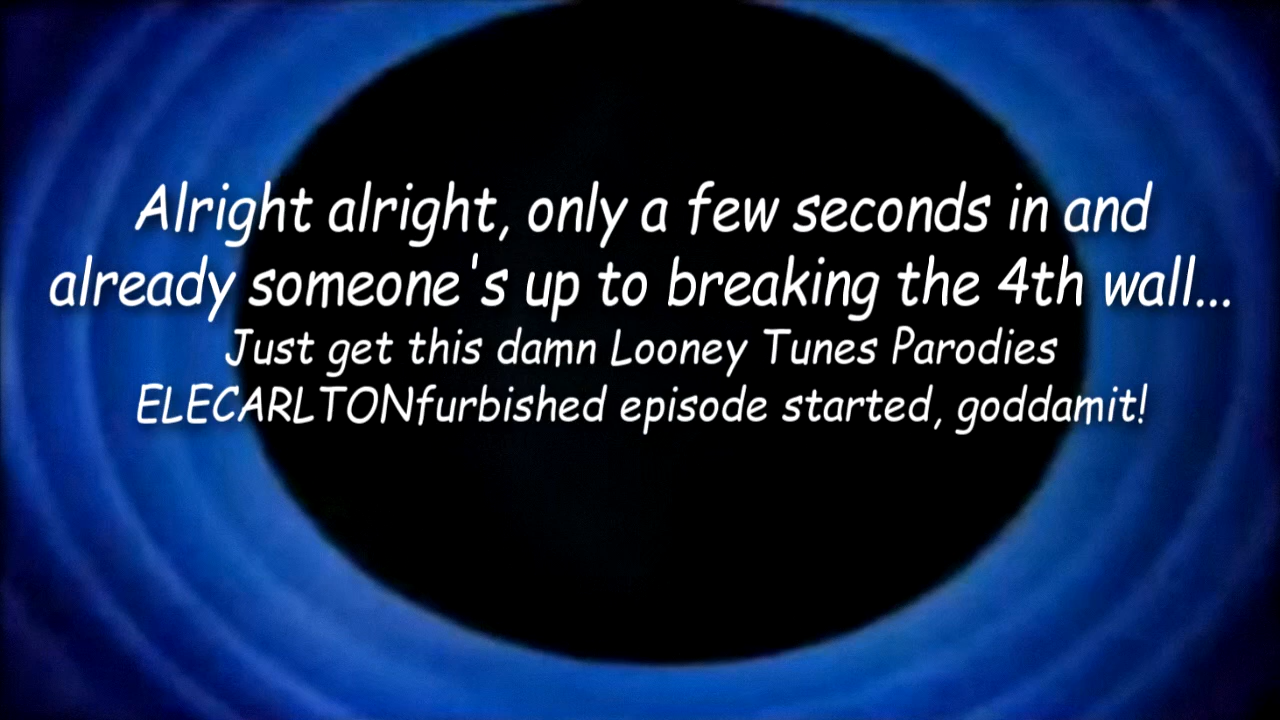 Alright alright, only a few seconds in and
already someone's up to breaking the 4th wall...
Just get this damn Looney Tunes Parodies
ELECARLTONfurbished episode started, goddamit!